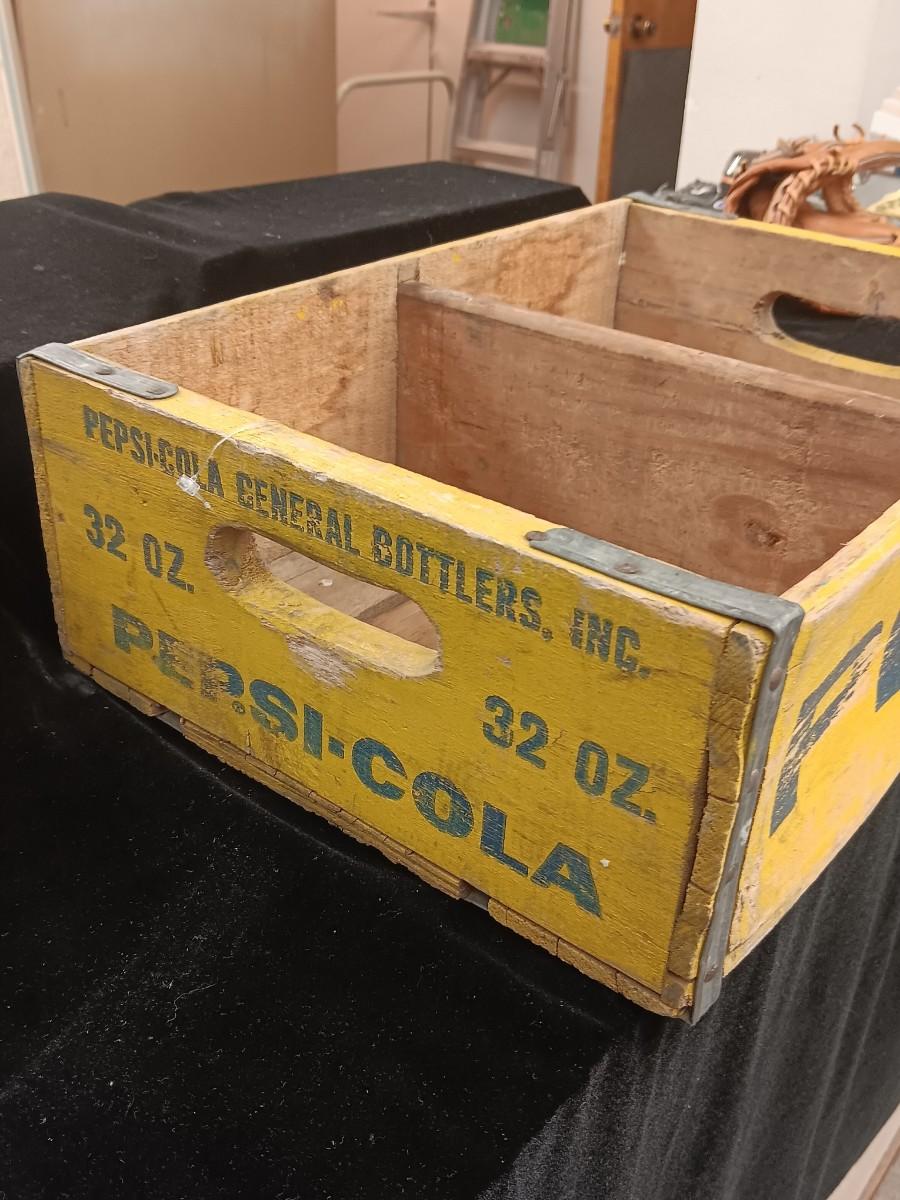 PEPSI-COLA GENERAL BOTTLERS, INC.
32 OZ.
PEPSI-COLA
32 OZ.